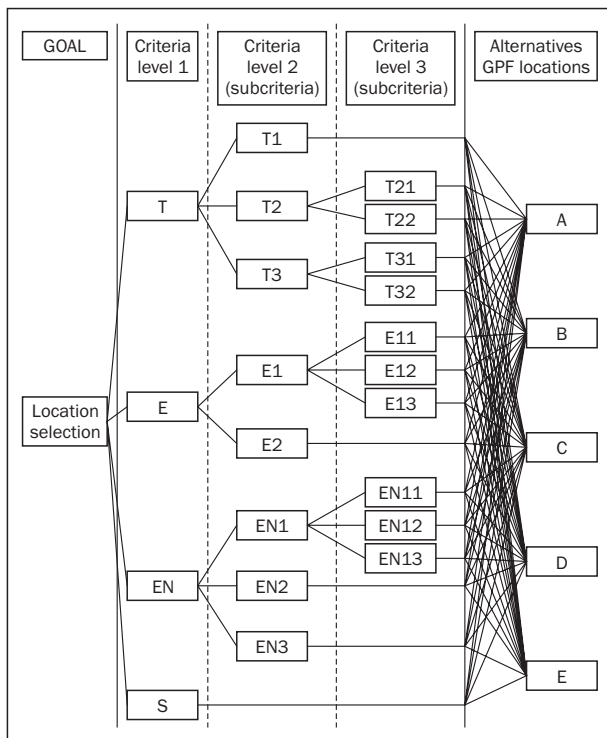 GOAL
Criteria
level 1
Criteria
level 2
(subcriteria)
Criteria
level 3
(subcriteria)
Alternatives
GPF locations
Location
selection
T
E
EN
S
T1
T2
T3
E1
E2
EN1
EN2
EN3
T21
T22
T31
T32
E11
E12
E13
EN11
EN12
EN13
A
B
C
D
E